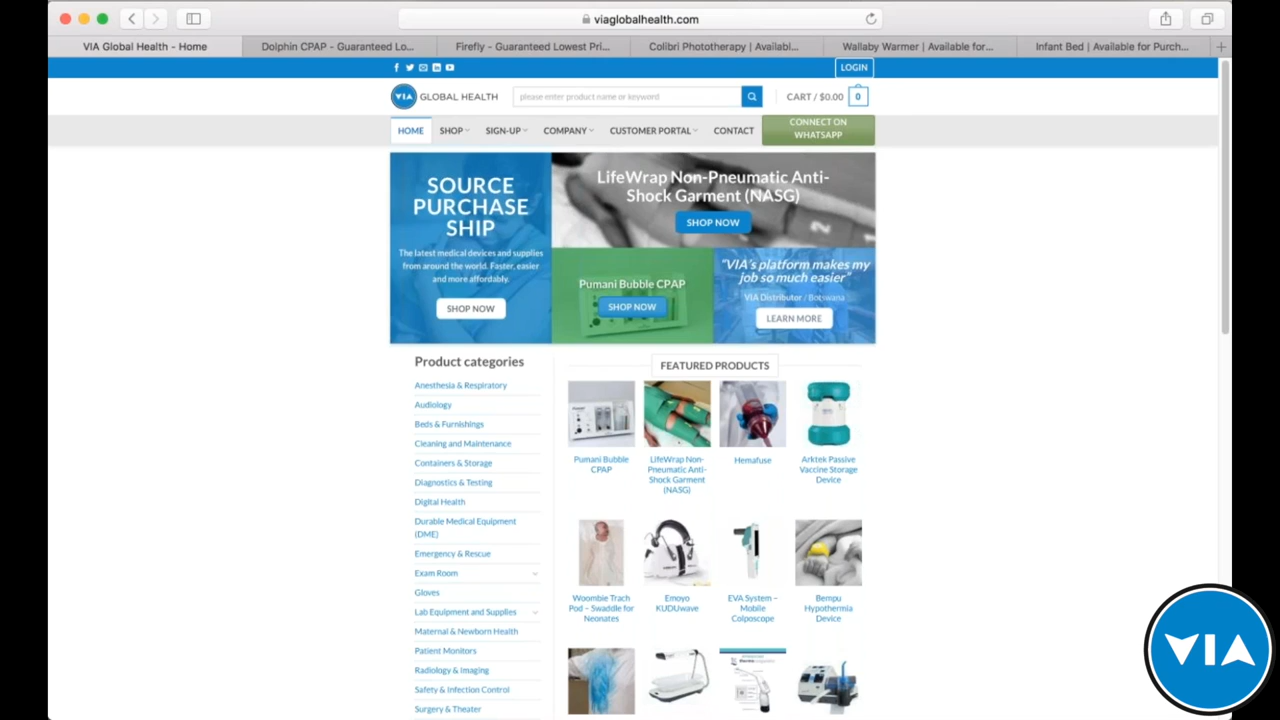 viaglobalhealth.com
VIA Global Health - Home
Dolphin CPAP - Guaranteed Lo...
Firefly - Guaranteed Lowest Pri...
Colibri Phototherapy | Availabl...
Wallaby Warmer | Available for...
Infant Bed | Available for Purch...
LOGIN
VIA GLOBAL HEALTH
please enter product name or keyword
CART / $0.00
0
HOME
SHOP
SIGN-UP
COMPANY
CUSTOMER PORTAL
CONTACT
CONNECT ON
WHATSAPP
SOURCE
PURCHASE
SHIP
The latest medical devices and supplies
from around the world. Faster, easier
and more affordably.
SHOP NOW
LifeWrap Non-Pneumatic Anti-
Shock Garment (NASG)
SHOP NOW
Pumani Bubble CPAP
SHOP NOW
“VIA’s platform makes my
job so much easier”
VIA Distributor / Botswana
LEARN MORE
Product categories
Anesthesia & Respiratory
Audiology
Beds & Furnishings
Cleaning and Maintenance
Containers & Storage
Diagnostics & Testing
Digital Health
Durable Medical Equipment
(DME)
Emergency & Rescue
Exam Room
Gloves
Lab Equipment and Supplies
Maternal & Newborn Health
Patient Monitors
Radiology & Imaging
Safety & Infection Control
Surgery & Theater
FEATURED PRODUCTS
Pumani Bubble
CPAP
LifeWrap Non-
Pneumatic Anti-
Shock Garment
(NASG)
Hemafuse
Arktek Passive
Vaccine Storage
Device
Woombie Trach
Pod – Swaddle for
Neonates
Emoyo
KUDUwave
EVA System –
Mobile
Colposcope
Bempu
Hypothermia
Device
VIA